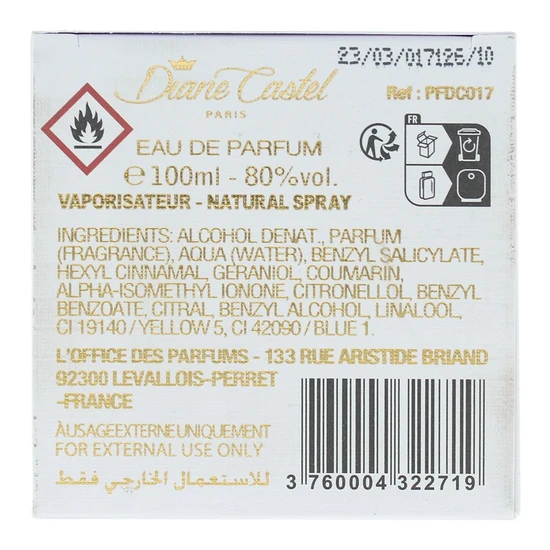 23/03/017126/10
Diane Castel
PARIS
Ref : PFDC017
FR
EAU DE PARFUM
℮ 100ml - 80%vol.
VAPORISATEUR - NATURAL SPRAY
INGREDIENTS: ALCOHOL DENAT., PARFUM
(FRAGRANCE), AQUA (WATER), BENZYL SALICYLATE,
HEXYL CINNAMAL, GERANIOL, COUMARIN,
ALPHA-ISOMETHYL IONONE, CITRONELLOL, BENZYL
BENZOATE, CITRAL, BENZYL ALCOHOL, LINALOOL,
CI 19140 / YELLOW 5, CI 42090 / BLUE 1.
L'OFFICE DES PARFUMS - 133 RUE ARISTIDE BRIAND
92300 LEVALLOIS-PERRET
-FRANCE
ÀUSAGEEXTERNEUNIQUEMENT
FOR EXTERNAL USE ONLY
للاستعمال الخارجي فقط
3 760004 322719